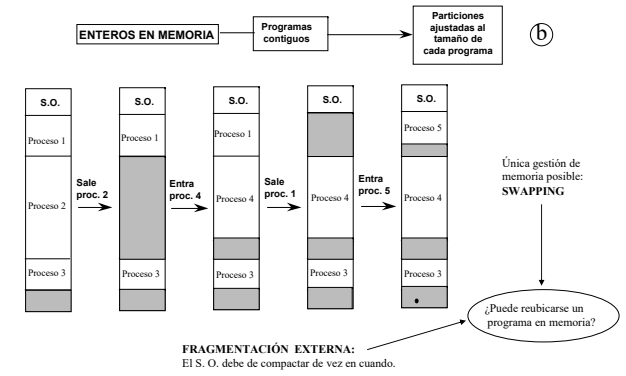 ENTEROS EN MEMORIA
Programas
contiguos
Particiones
ajustadas al
tamaño de
cada programa
b
S.O.
Proceso 1
Proceso 2
Proceso 3
Sale
proc. 2
S.O.
Proceso 1
Proceso 3
Entra
proc. 4
S.O.
Proceso 1
Proceso 4
Proceso 3
Sale
proc. 1
S.O.
Proceso 4
Proceso 3
Entra
proc. 5
S.O.
Proceso 5
Proceso 4
Proceso 3
Única gestión de
memoria posible:
SWAPPING
¿Puede reubicarse un
programa en memoria?
FRAGMENTACIÓN EXTERNA:
El S. O. debe de compactar de vez en cuando.